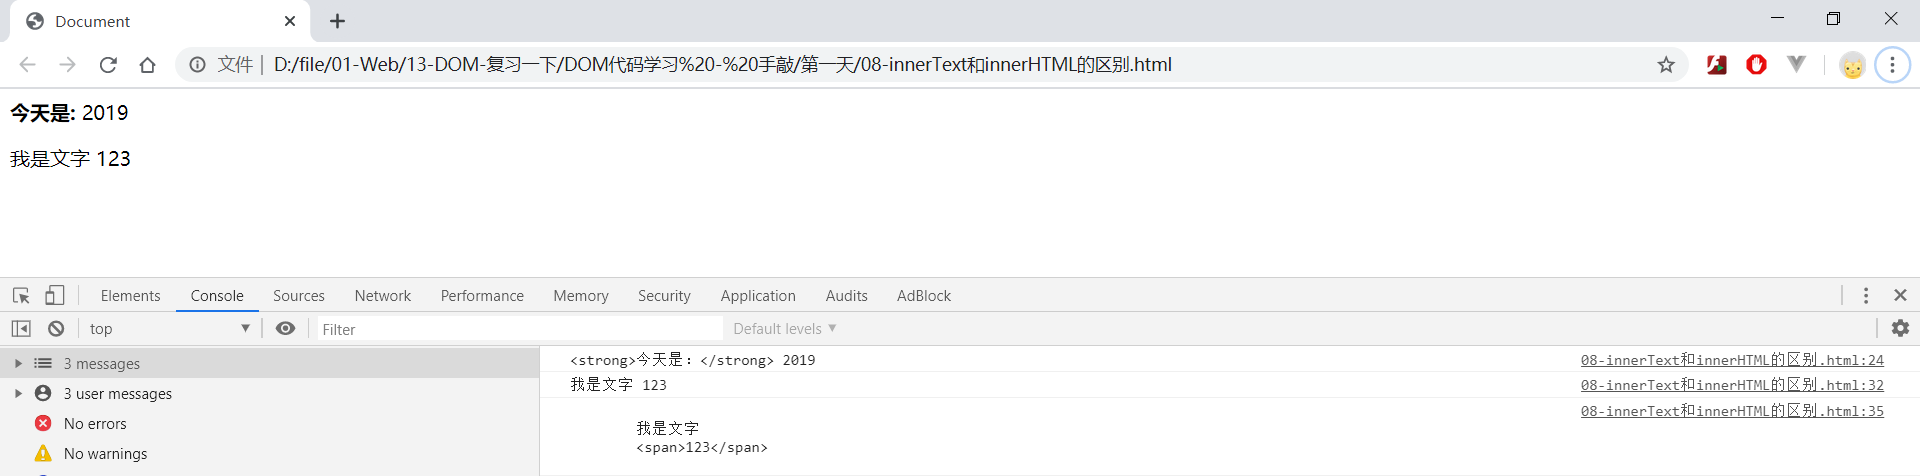 Document
文件 | D:/file/01-Web/13-DOM-复习一下/DOM代码学习%20-%20手敲/第一天/08-innerText和innerHTML的区别.html
今天是: 2019
我是文字 123
Elements Console Sources Network Performance Memory Security Application Audits AdBlock
top Filter Default levels
3 messages
3 user messages
No errors
No warnings
<strong>今天是：</strong> 2019 08-innerText和innerHTML的区别.html:24
我是文字 123 08-innerText和innerHTML的区别.html:32
08-innerText和innerHTML的区别.html:35
我是文字
<span>123</span>